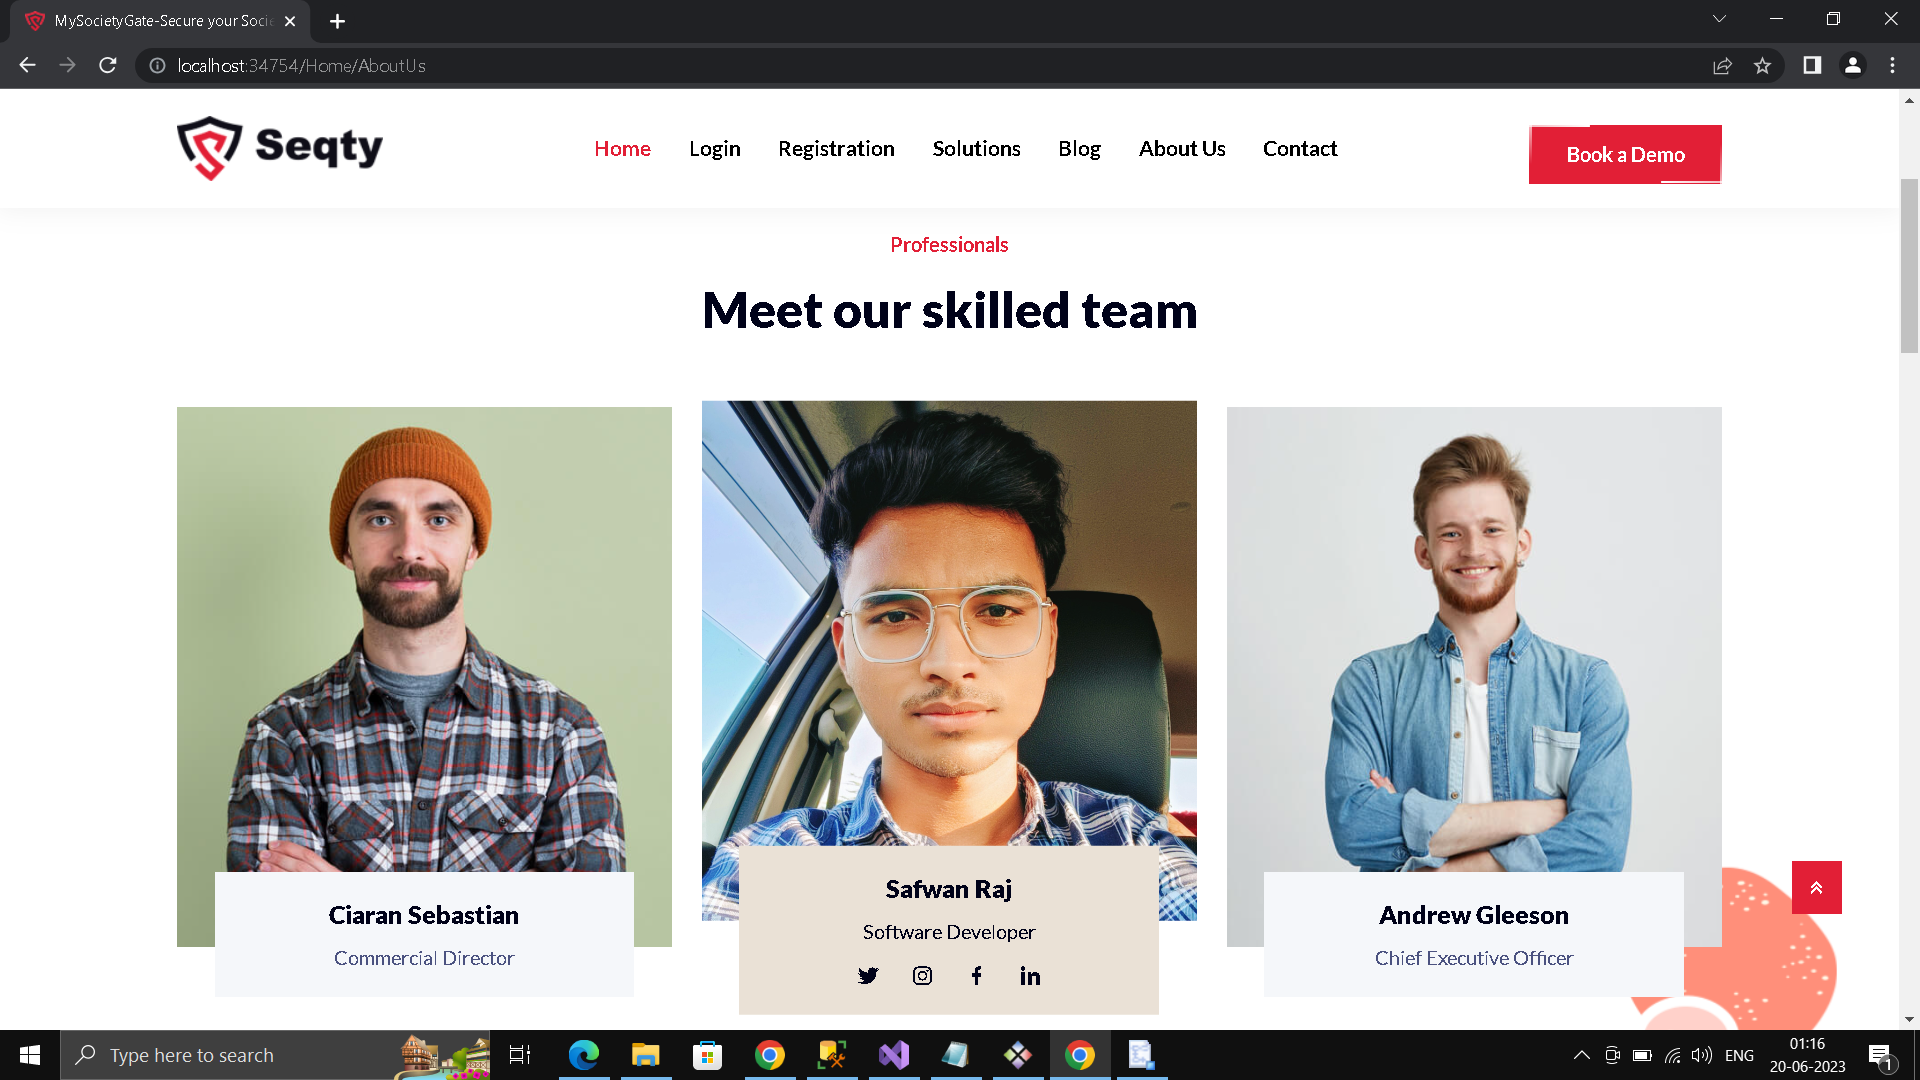 MySocietyGate-Secure your Socie
localhost:34754/Home/AboutUs
Seqty
Home Login Registration Solutions Blog About Us Contact
Book a Demo
Professionals
Meet our skilled team
Ciaran Sebastian
Commercial Director
Safwan Raj
Software Developer
Andrew Gleeson
Chief Executive Officer
Type here to search
ENG
01:16
20-06-2023
1